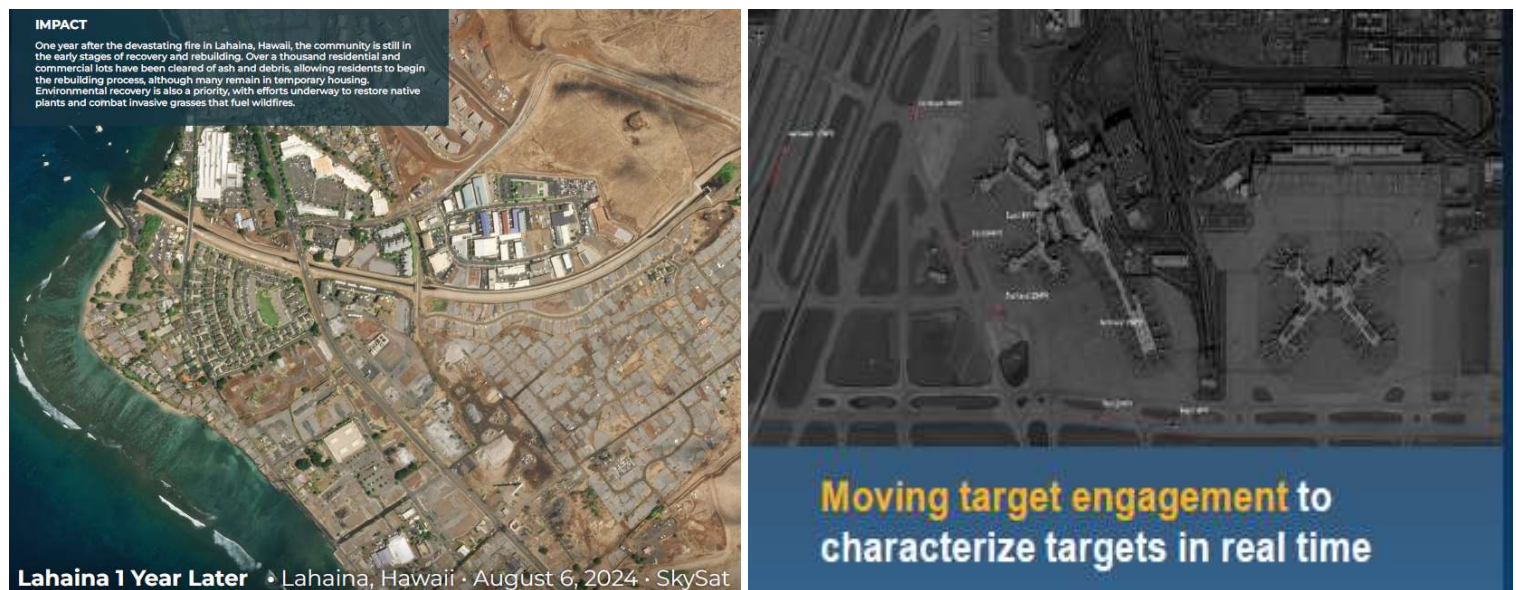 IMPACT
One year after the devastating fire in Lahaina, Hawaii, the community is still in
the early stages of recovery and rebuilding. Over a thousand residential and
commercial lots have been cleared of ash and debris, allowing residents to begin
the rebuilding process, although many remain in temporary housing.
Environmental recovery is also a priority, with efforts underway to restore native
plants and combat invasive grasses that fuel wildfires.
Lahaina 1 Year Later • Lahaina, Hawaii · August 6, 2024 · SkySat
Moving target engagement to
characterize targets in real time